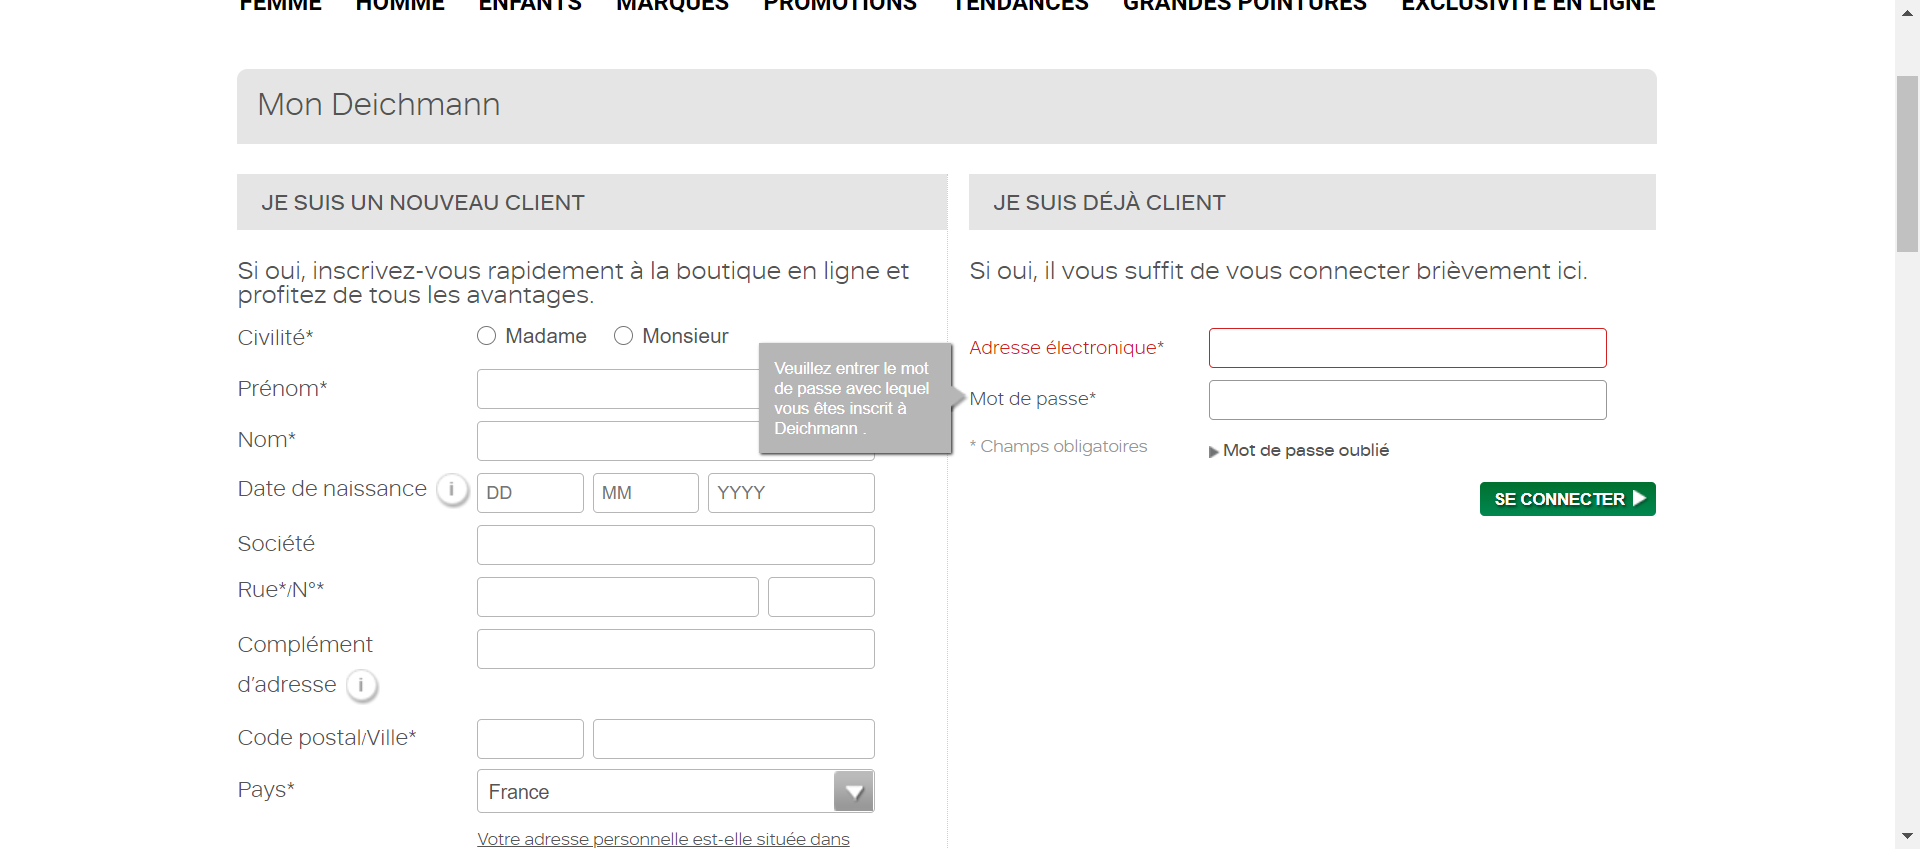 FEMME HOMME ENFANTS MARQUES PROMOTIONS TENDANCES GRANDES POINTURES EXCLUSIVITÉ EN LIGNE
Mon Deichmann
JE SUIS UN NOUVEAU CLIENT
Si oui, inscrivez-vous rapidement à la boutique en ligne et
profitez de tous les avantages.
Civilité* Madame Monsieur
Prénom*
Nom*
Date de naissance i DD MM YYYY
Société
Rue*/N°*
Complément
d'adresse i
Code postal/Ville*
Pays* France
Votre adresse personnelle est-elle située dans
JE SUIS DÉJÀ CLIENT
Si oui, il vous suffit de vous connecter brièvement ici.
Adresse électronique*
Veuillez entrer le mot
de passe avec lequel
vous êtes inscrit à
Deichmann .
Mot de passe*
* Champs obligatoires
Mot de passe oublié
SE CONNECTER